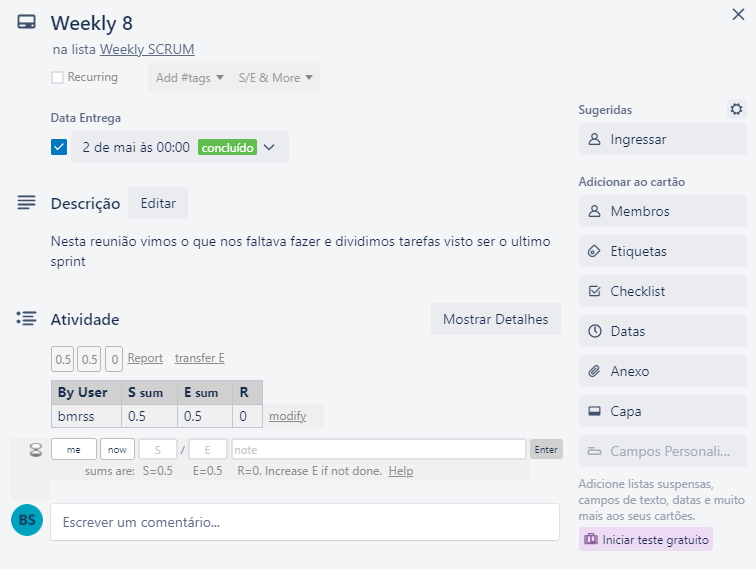 Weekly 8
na lista Weekly SCRUM
Recurring Add #tags S/E & More
Data Entrega
2 de mai às 00:00 concluído
Descrição Editar
Nesta reunião vimos o que nos faltava fazer e dividimos tarefas visto ser o ultimo
sprint
Atividade Mostrar Detalhes
0.5 0.5 0 Report transfer E
By User S sum E sum R
bmrss 0.5 0.5 0 modify
me now S / E note Enter
sums are: S=0.5 E=0.5 R=0. Increase E if not done. Help
BS Escrever um comentário...
Sugeridas
Ingressar
Adicionar ao cartão
Membros
Etiquetas
Checklist
Datas
Anexo
Capa
Campos Personali...
Adicione listas suspensas,
campos de texto, datas e muito
mais aos seus cartões.
Iniciar teste gratuito